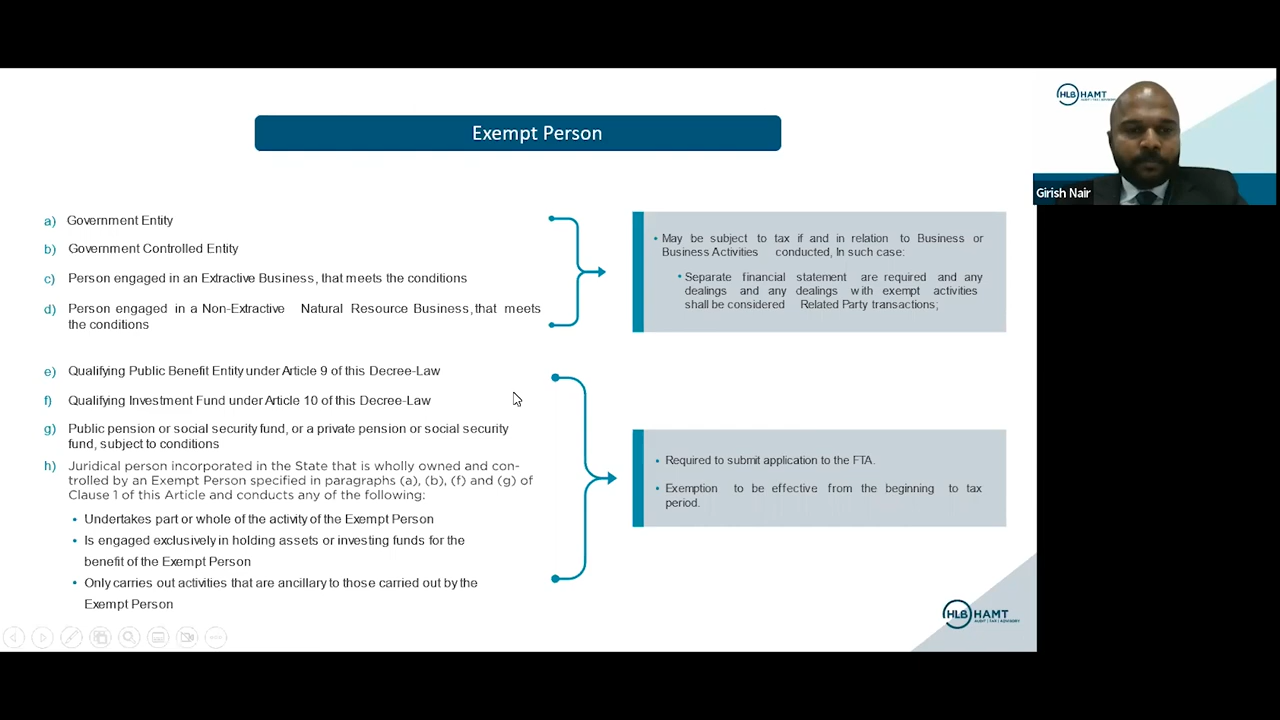 Exempt Person
a) Government Entity
b) Government Controlled Entity
c) Person engaged in an Extractive Business, that meets the conditions
d) Person engaged in a Non-Extractive Natural Resource Business, that meets
the conditions
• May be subject to tax if and in relation to Business or
Business Activities conducted, In such case:
• Separate financial statement are required and any
dealings and any dealings with exempt activities
shall be considered Related Party transactions;
e) Qualifying Public Benefit Entity under Article 9 of this Decree-Law
f) Qualifying Investment Fund under Article 10 of this Decree-Law
g) Public pension or social security fund, or a private pension or social security
fund, subject to conditions
h) Juridical person incorporated in the State that is wholly owned and con-
trolled by an Exempt Person specified in paragraphs (a), (b), (f) and (g) of
Clause 1 of this Article and conducts any of the following:
• Undertakes part or whole of the activity of the Exempt Person
• Is engaged exclusively in holding assets or investing funds for the
benefit of the Exempt Person
• Only carries out activities that are ancillary to those carried out by the
Exempt Person
• Required to submit application to the FTA.
• Exemption to be effective from the beginning to tax
period.
HLB HAMT
AUDIT | TAX | ADVISORY
HLB HAMT
AUDIT | TAX | ADVISORY
Girish Nair